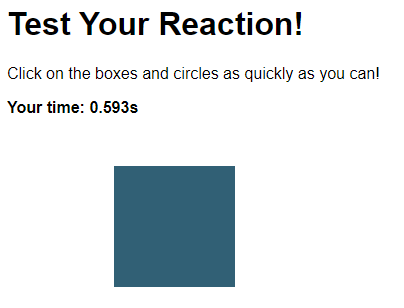 Test Your Reaction!
Click on the boxes and circles as quickly as you can!
Your time: 0.593s